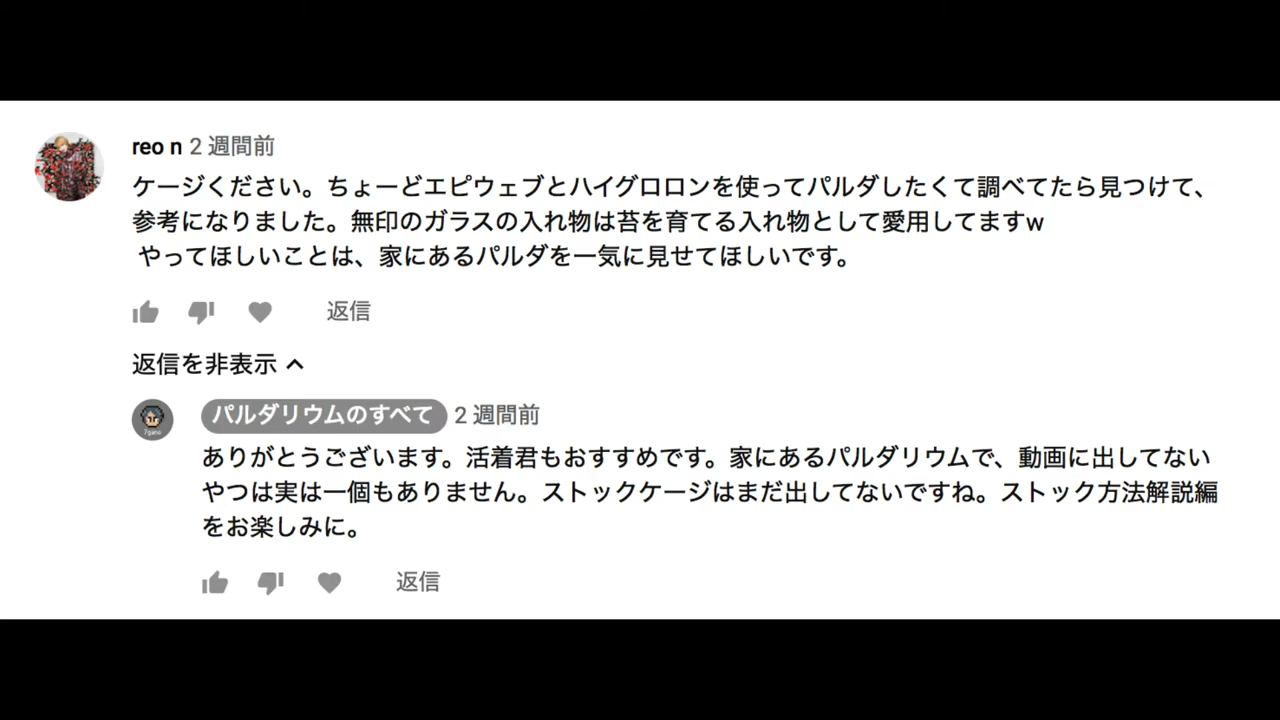 reo n 2 週間前
ケージください。ちょーどエピウェブとハイグロロンを使ってパルダしたくて調べてたら見つけて、
参考になりました。無印のガラスの入れ物は苔を育てる入れ物として愛用してますw
やってほしいことは、家にあるパルダを一気に見せてほしいです。
返信
返信を非表示
パルダリウムのすべて 2 週間前
7gano
ありがとうございます。活着君もおすすめです。家にあるパルダリウムで、動画に出してない
やつは実は一個もありません。ストックケージはまだ出してないですね。ストック方法解説編
をお楽しみに。
返信